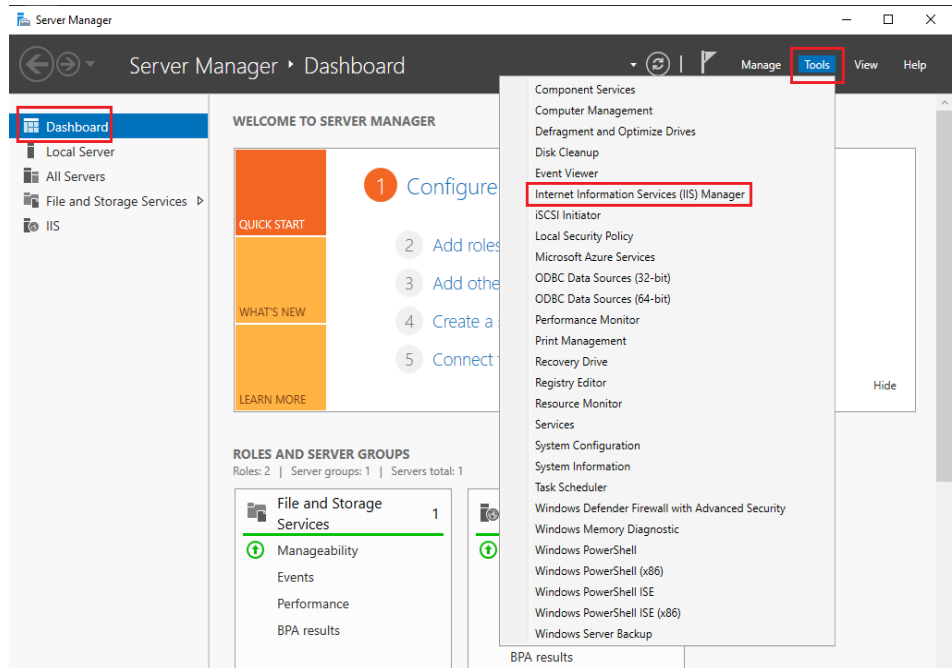 Server Manager
Server Manager • Dashboard
Manage
Tools
View
Help
Dashboard
Local Server
All Servers
File and Storage Services
IIS
WELCOME TO SERVER MANAGER
QUICK START
WHAT'S NEW
LEARN MORE
1 Configure
2 Add roles
3 Add othe
4 Create a
5 Connect
Hide
Component Services
Computer Management
Defragment and Optimize Drives
Disk Cleanup
Event Viewer
Internet Information Services (IIS) Manager
iSCSI Initiator
Local Security Policy
Microsoft Azure Services
ODBC Data Sources (32-bit)
ODBC Data Sources (64-bit)
Performance Monitor
Print Management
Recovery Drive
Registry Editor
Resource Monitor
Services
System Configuration
System Information
Task Scheduler
Windows Defender Firewall with Advanced Security
Windows Memory Diagnostic
Windows PowerShell
Windows PowerShell (x86)
Windows PowerShell ISE
Windows PowerShell ISE (x86)
Windows Server Backup
ROLES AND SERVER GROUPS
Roles: 2 | Server groups: 1 | Servers total: 1
File and Storage
Services
1
Manageability
Events
Performance
BPA results
BPA results